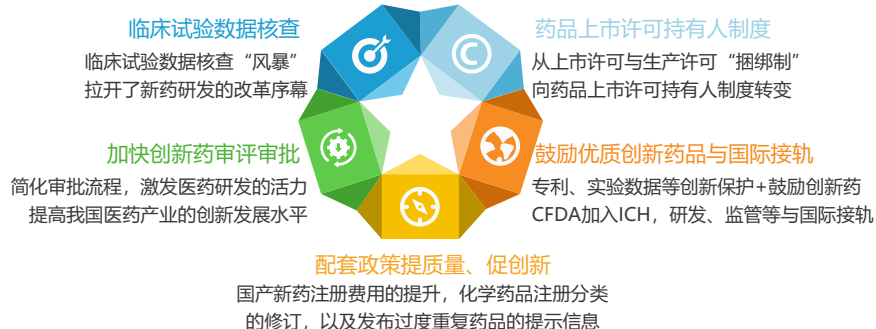 临床试验数据核查
临床试验数据核查“风暴”
拉开了新药研发的改革序幕
药品上市许可持有人制度
从上市许可与生产许可“捆绑制”
向药品上市许可持有人制度转变
加快创新药审评审批
简化审批流程，激发医药研发的活力
提高我国医药产业的创新发展水平
鼓励优质创新药品与国际接轨
专利、实验数据等创新保护+鼓励创新药
CFDA加入ICH，研发、监管等与国际接轨
配套政策提质量、促创新
国产新药注册费用的提升，化学药品注册分类
的修订，以及发布过度重复药品的提示信息